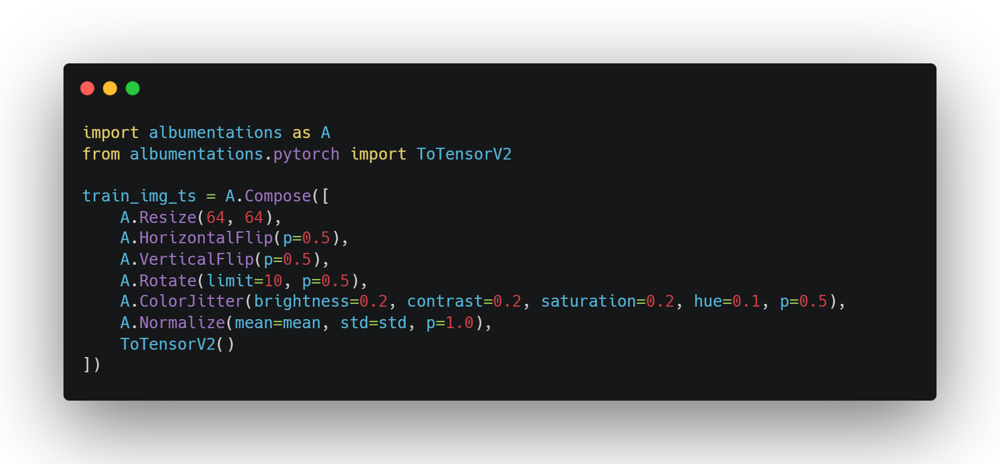 import albumentations as A
from albumentations.pytorch import ToTensorV2

train_img_ts = A.Compose([
    A.Resize(64, 64),
    A.HorizontalFlip(p=0.5),
    A.VerticalFlip(p=0.5),
    A.Rotate(limit=10, p=0.5),
    A.ColorJitter(brightness=0.2, contrast=0.2, saturation=0.2, hue=0.1, p=0.5),
    A.Normalize(mean=mean, std=std, p=1.0),
    ToTensorV2()
])